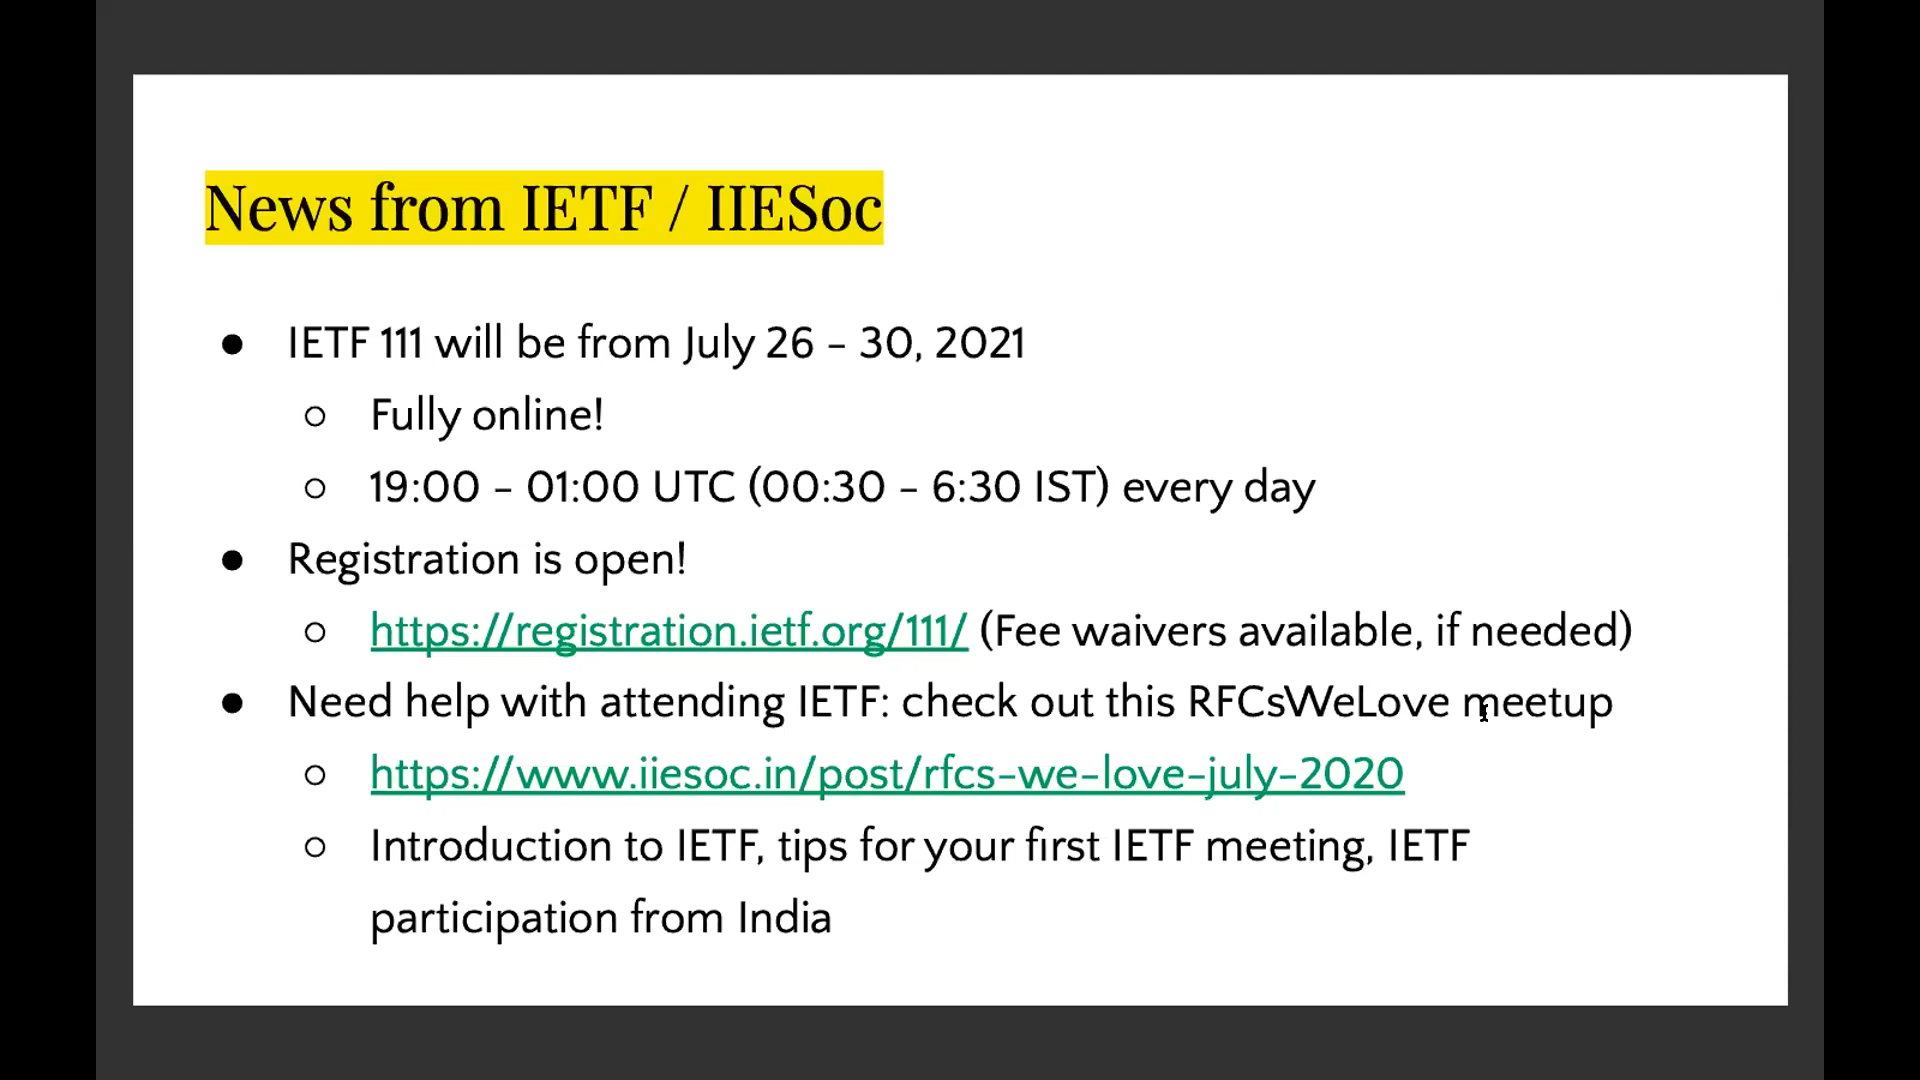 News from IETF / IIESoc
● IETF 111 will be from July 26 – 30, 2021
○ Fully online!
○ 19:00 – 01:00 UTC (00:30 – 6:30 IST) every day
● Registration is open!
○ https://registration.ietf.org/111/ (Fee waivers available, if needed)
● Need help with attending IETF: check out this RFCsWeLove meetup
○ https://www.iiesoc.in/post/rfcs-we-love-july-2020
○ Introduction to IETF, tips for your first IETF meeting, IETF
participation from India